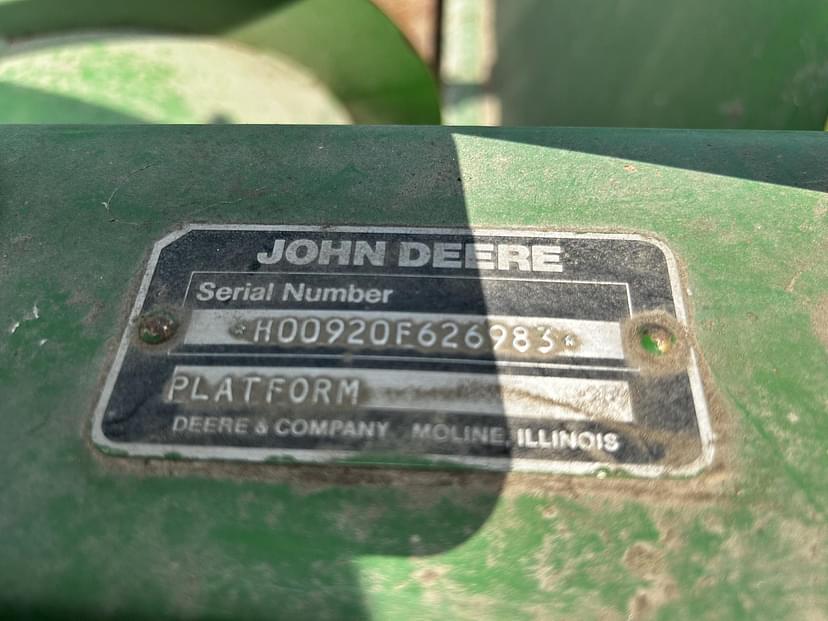 JOHN DEERE
Serial Number
*H00920F626983*
PLATFORM
DEERE & COMPANY MOLINE, ILLINOIS